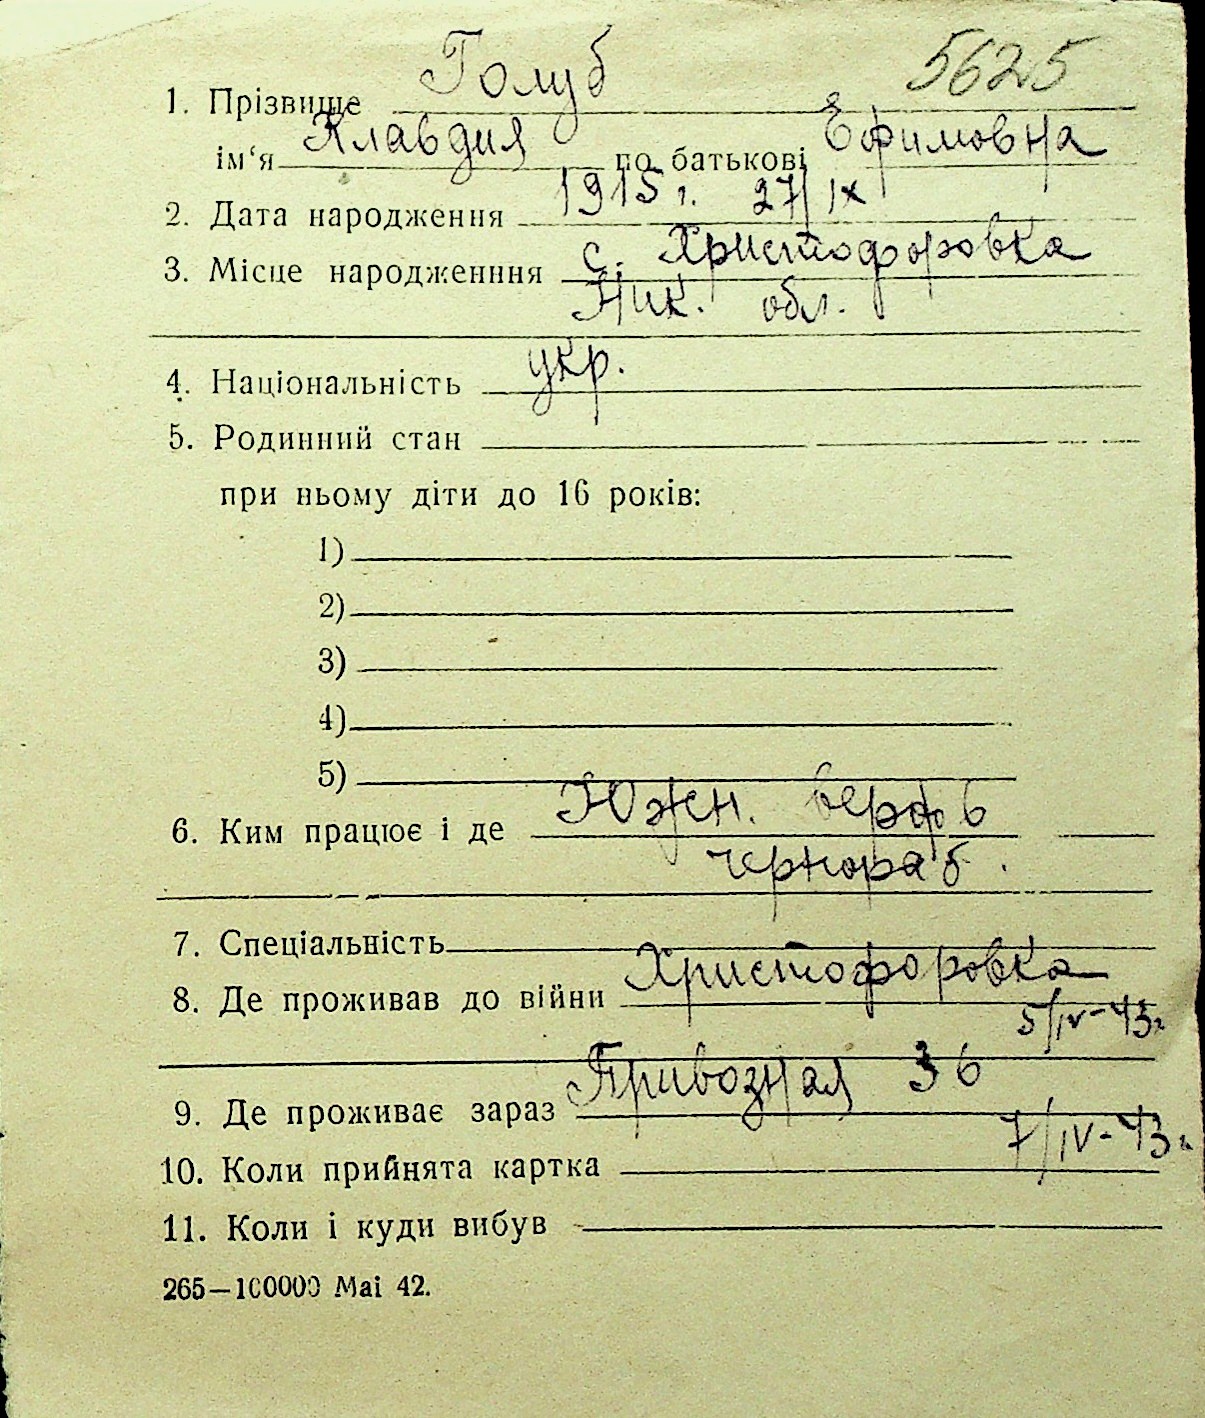 5625
1. Прізвище Голуб
ім‘я Клавдия по батькові Ефимовна
2. Дата народження 1915 г. 27/IX
3. Місце народженння с. Христофоровка
Ник. обл.
4. Національність укр.
5. Родинний стан
при ньому діти до 16 років:
1)
2)
3)
4)
5)
6. Ким працює і де Южн. верфь
чернораб.
7. Спеціальність
8. Де проживав до війни Христофоровка
5/IV-43г.
9. Де проживає зараз Привозная 36
7/IV-43г.
10. Коли прийнята картка
11. Коли і куди вибув
265—100000 Mai 42.